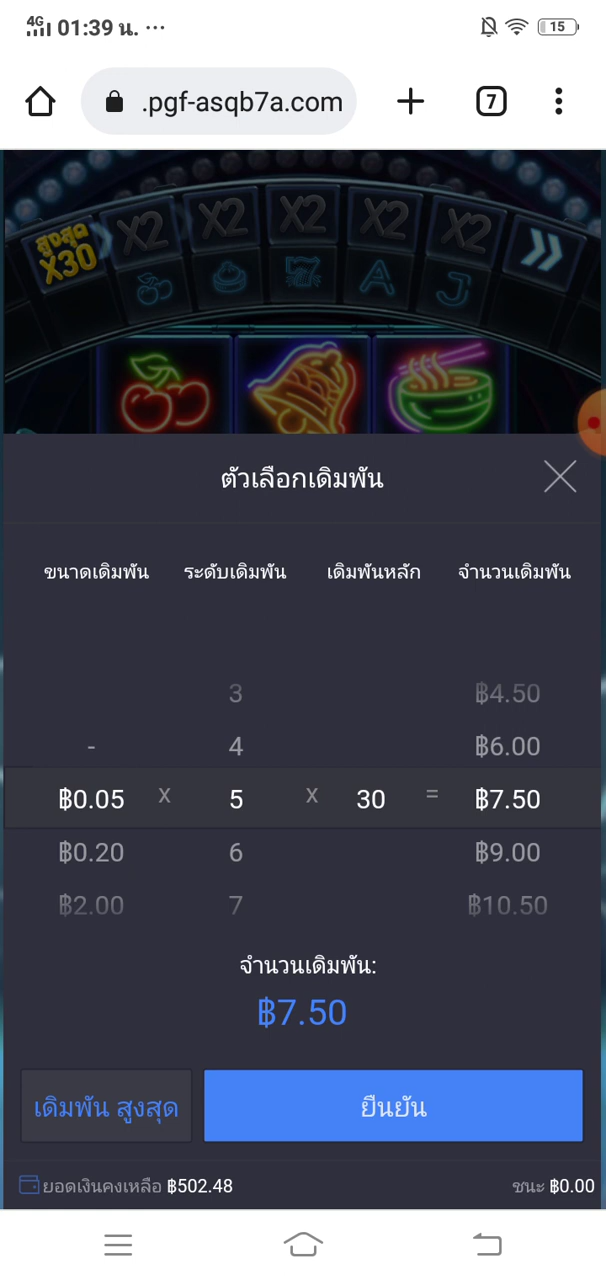 4G 01:39 น. ...
15
.pgf-asqb7a.com
7
สูงสุด
X30
X2 X2 X2 X2 X2
7 A J
ตัวเลือกเดิมพัน
ขนาดเดิมพัน ระดับเดิมพัน เดิมพันหลัก จำนวนเดิมพัน
3 ฿4.50
- 4 ฿6.00
฿0.05 x 5 x 30 = ฿7.50
฿0.20 6 ฿9.00
฿2.00 7 ฿10.50
จำนวนเดิมพัน:
฿7.50
เดิมพัน สูงสุด ยืนยัน
ยอดเงินคงเหลือ ฿502.48 ชนะ ฿0.00